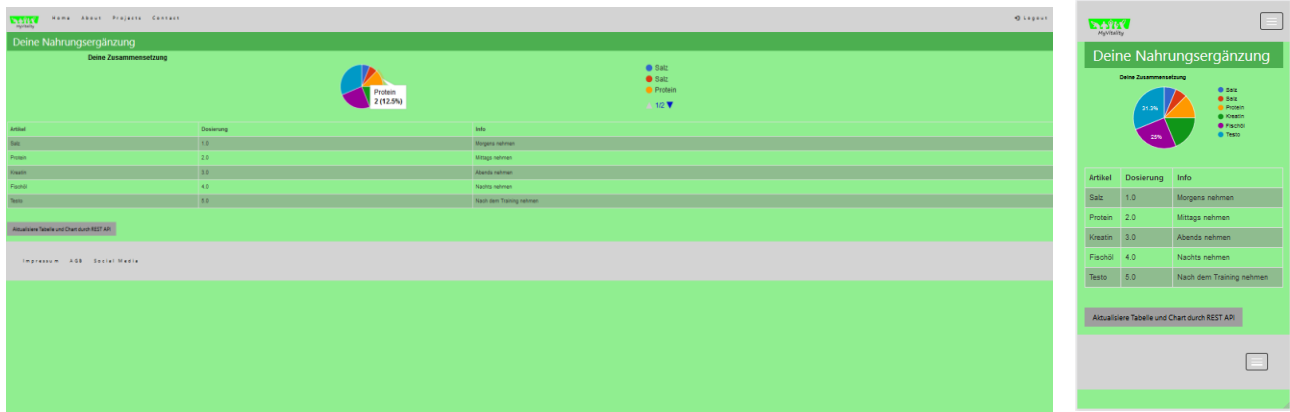 MyVitality Home About Projects Contact Logout
Deine Nahrungsergänzung
Deine Zusammensetzung
Salz
Salz
Protein
1/2
Protein
2 (12.5%)
Artikel Dosierung Info
Salz 1.0 Morgens nehmen
Protein 2.0 Mittags nehmen
Kreatin 3.0 Abends nehmen
Fischöl 4.0 Nachts nehmen
Testo 5.0 Nach dem Training nehmen
Aktualisiere Tabelle und Chart durch REST API
Impressum AGB Social Media
MyVitality
Deine Nahrungsergänzung
Deine Zusammensetzung
31.3%
25%
Salz
Salz
Protein
Kreatin
Fischöl
Testo
Artikel Dosierung Info
Salz 1.0 Morgens nehmen
Protein 2.0 Mittags nehmen
Kreatin 3.0 Abends nehmen
Fischöl 4.0 Nachts nehmen
Testo 5.0 Nach dem Training nehmen
Aktualisiere Tabelle und Chart durch REST API